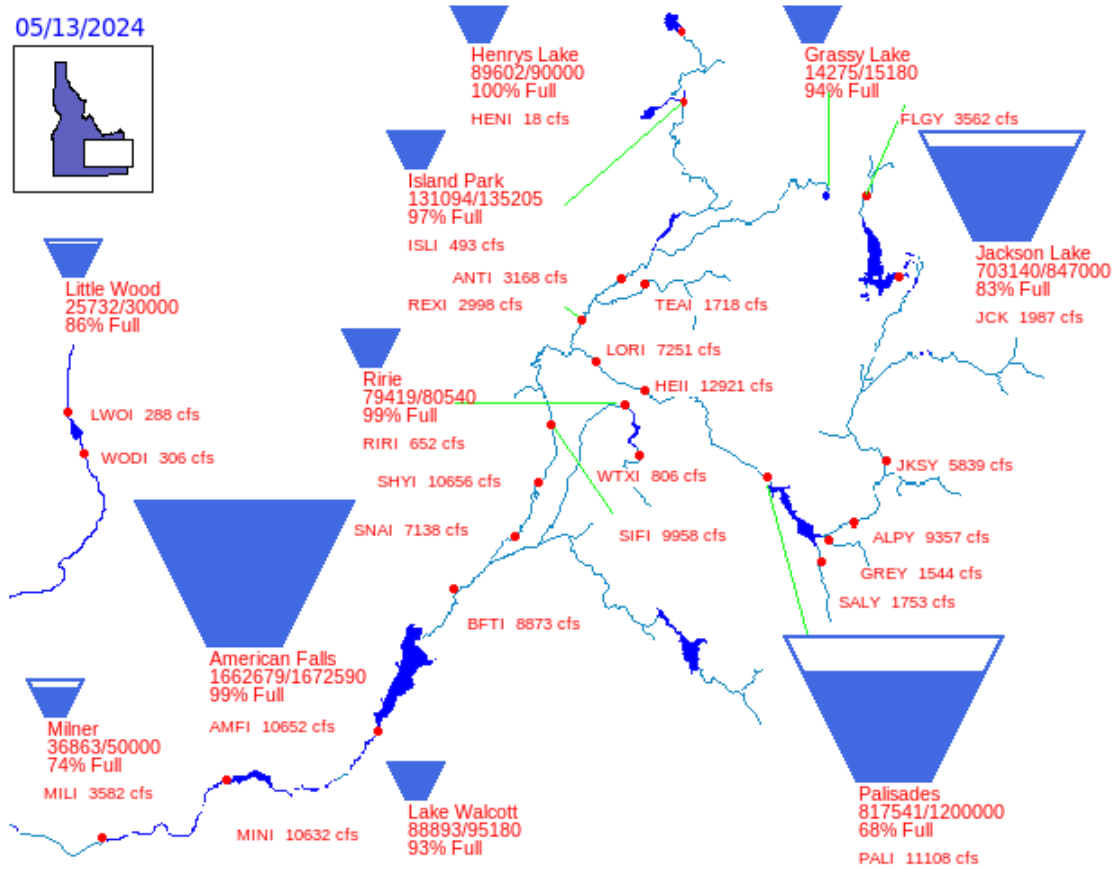 05/13/2024
Henrys Lake
89602/90000
100% Full
HENI 18 cfs
Grassy Lake
14275/15180
94% Full
FLGY 3562 cfs
Island Park
131094/135205
97% Full
ISLI 493 cfs
Jackson Lake
703140/847000
83% Full
JCK 1987 cfs
ANTI 3168 cfs
REXI 2998 cfs
TEAI 1718 cfs
Little Wood
25732/30000
86% Full
LORI 7251 cfs
HEII 12921 cfs
Ririe
79419/80540
99% Full
RIRI 652 cfs
LWOI 288 cfs
WODI 306 cfs
SHYI 10656 cfs
WTXI 806 cfs
JKSY 5839 cfs
SNAI 7138 cfs
SIFI 9958 cfs
ALPY 9357 cfs
GREY 1544 cfs
SALY 1753 cfs
BFTI 8873 cfs
American Falls
1662679/1672590
99% Full
AMFI 10652 cfs
Milner
36863/50000
74% Full
MILI 3582 cfs
MINI 10632 cfs
Lake Walcott
88893/95180
93% Full
Palisades
817541/1200000
68% Full
PALI 11108 cfs